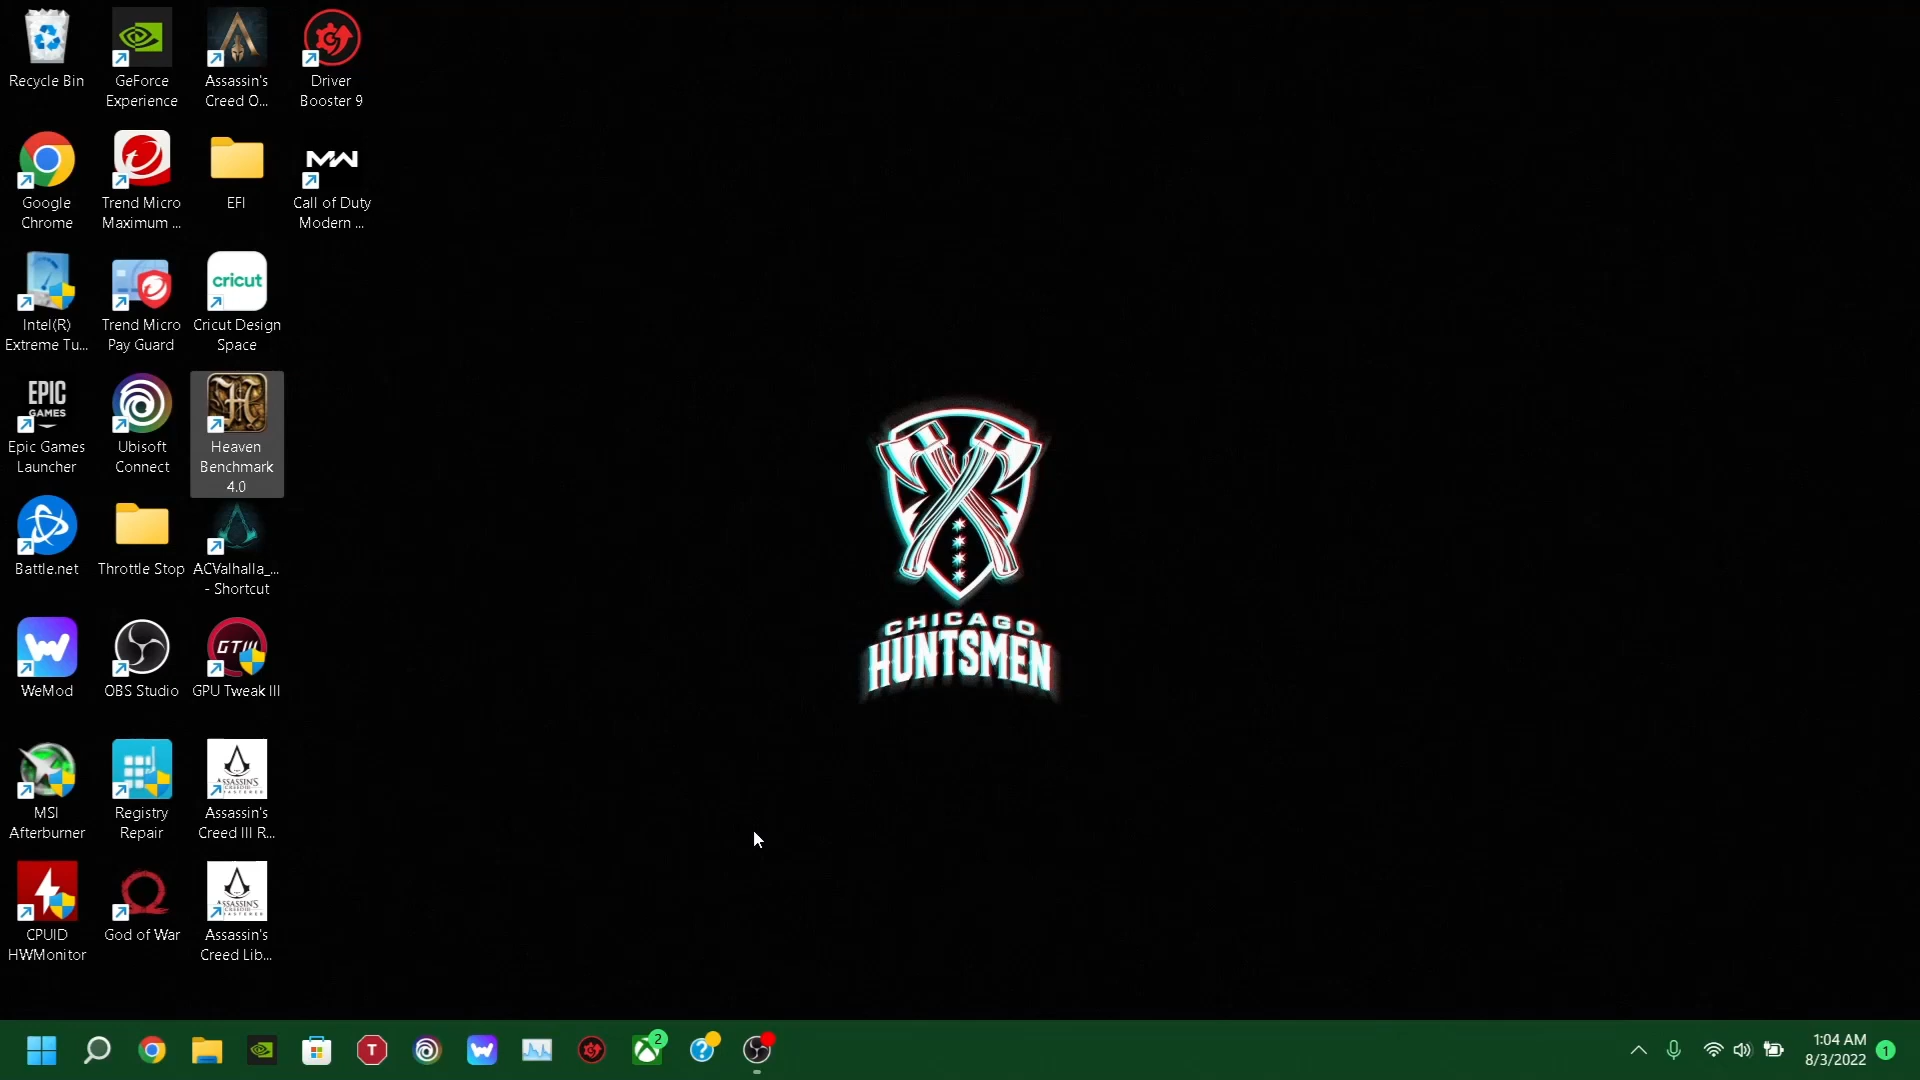 Recycle Bin
GeForce
Experience
Assassin's
Creed O...
Driver
Booster 9
Google
Chrome
Trend Micro
Maximum ...
EFI
MW
Call of Duty
Modern ...
Intel(R)
Extreme Tu...
Trend Micro
Pay Guard
cricut
Cricut Design
Space
EPIC
GAMES
Epic Games
Launcher
Ubisoft
Connect
Heaven
Benchmark
4.0
Battle.net
Throttle Stop
ACValhalla_...
- Shortcut
WeMod
OBS Studio
GTIII
GPU Tweak III
MSI
Afterburner
Registry
Repair
Assassin's
Creed III R...
CPUID
HWMonitor
God of War
Assassin's
Creed Lib...
CHICAGO
HUNTSMEN
T
2
?
1:04 AM
8/3/2022
1